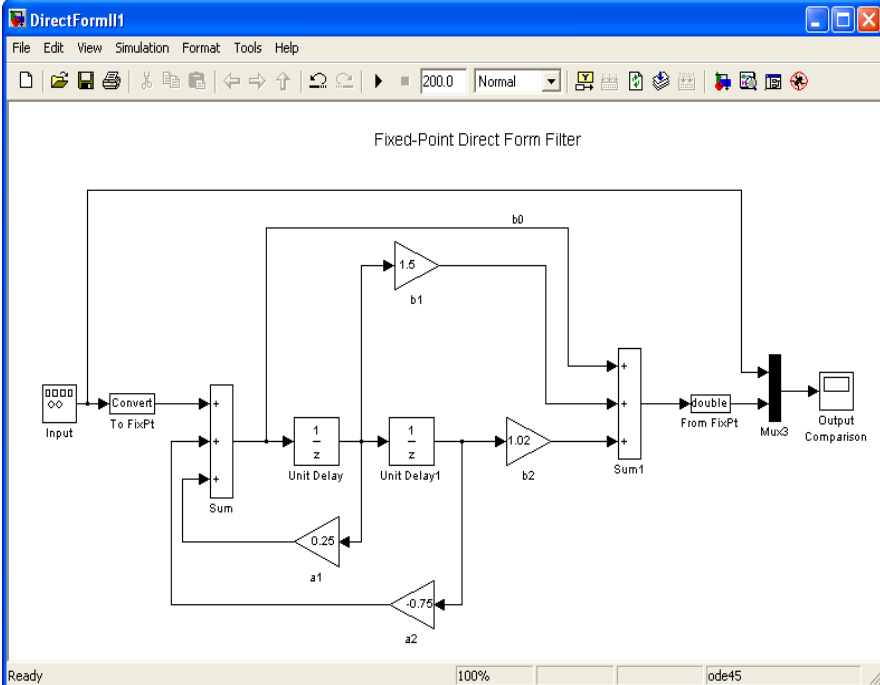 DirectFormII1
File Edit View Simulation Format Tools Help
200.0 Normal
Fixed-Point Direct Form Filter
b0
1.5
b1
Input
Convert
To FixPt
+
+
+
Sum
1
z
Unit Delay
1
z
Unit Delay1
1.02
b2
+
+
+
Sum1
double
From FixPt
Mux3
Output
Comparison
0.25
a1
-0.75
a2
Ready 100% ode45